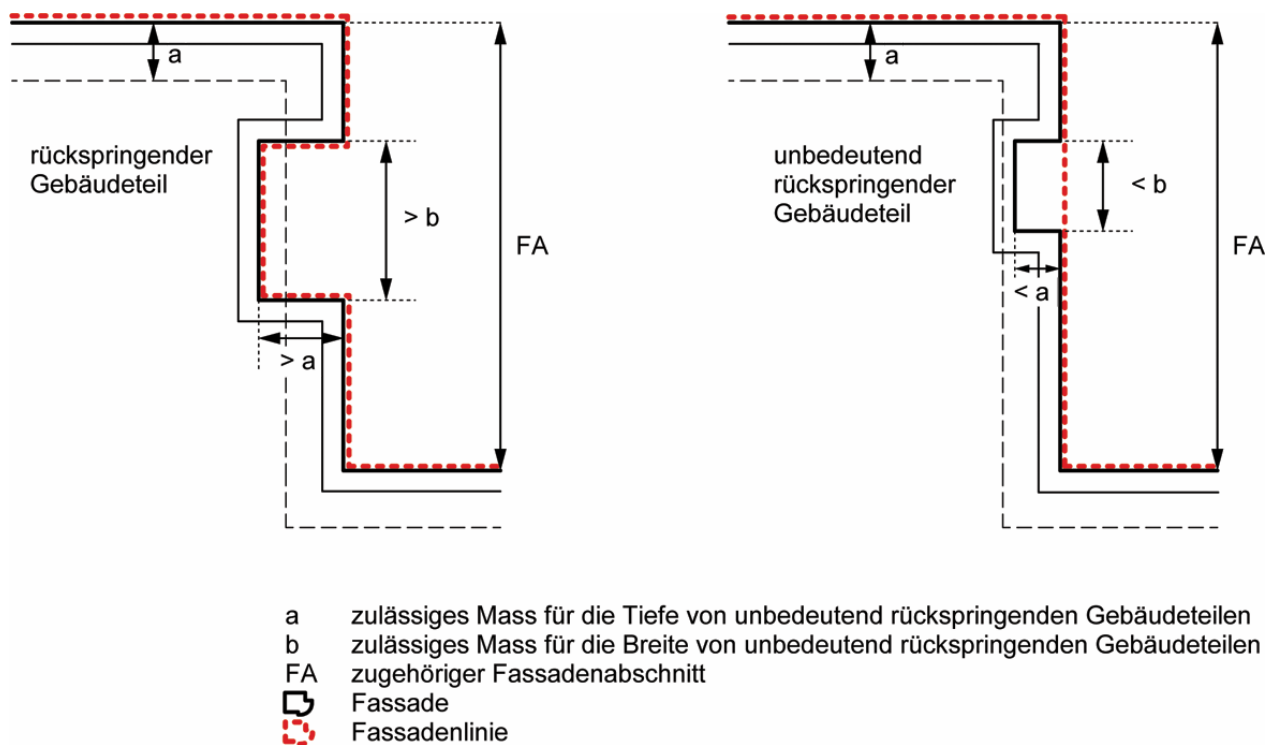 a
rückspringender
Gebäudeteil
> b
FA
> a
a
unbedeutend
rückspringender
Gebäudeteil
< b
FA
< a
a zulässiges Mass für die Tiefe von unbedeutend rückspringenden Gebäudeteilen
b zulässiges Mass für die Breite von unbedeutend rückspringenden Gebäudeteilen
FA zugehöriger Fassadenabschnitt
Fassade
Fassadenlinie